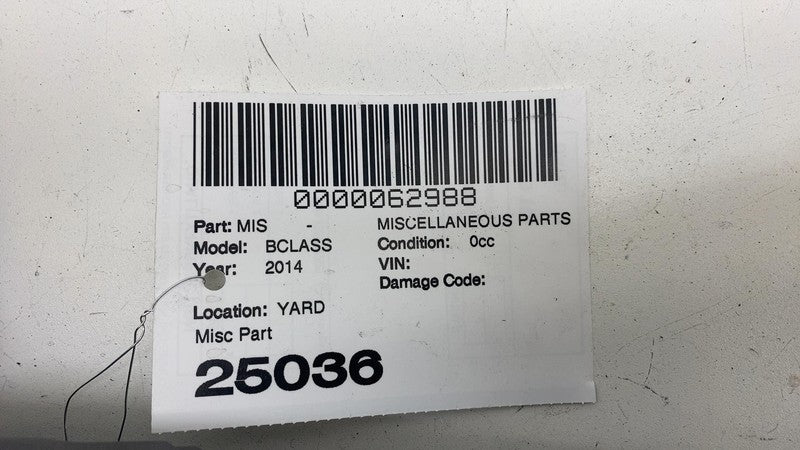 0000062988
Part: MIS - MISCELLANEOUS PARTS
Model: BCLASS Condition: 0cc
Year: 2014 VIN:
Damage Code:
Location: YARD
Misc Part
25036